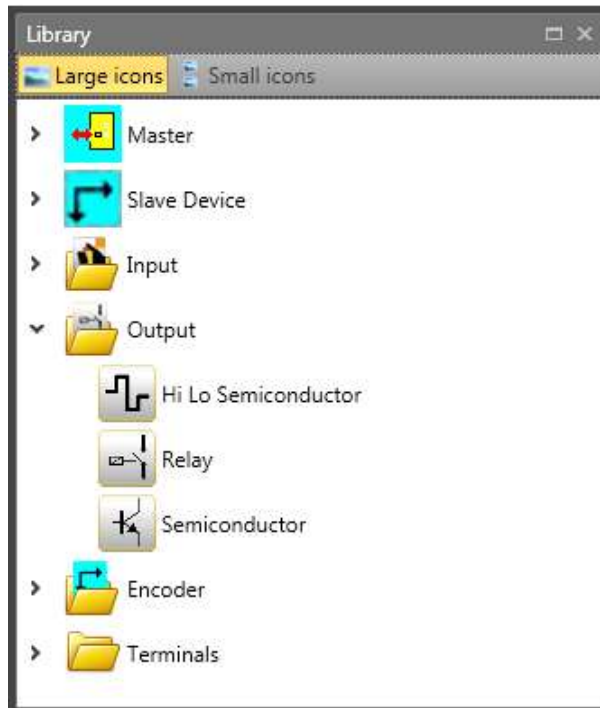 Library
Large icons Small icons
Master
Slave Device
Input
Output
Hi Lo Semiconductor
Relay
Semiconductor
Encoder
Terminals